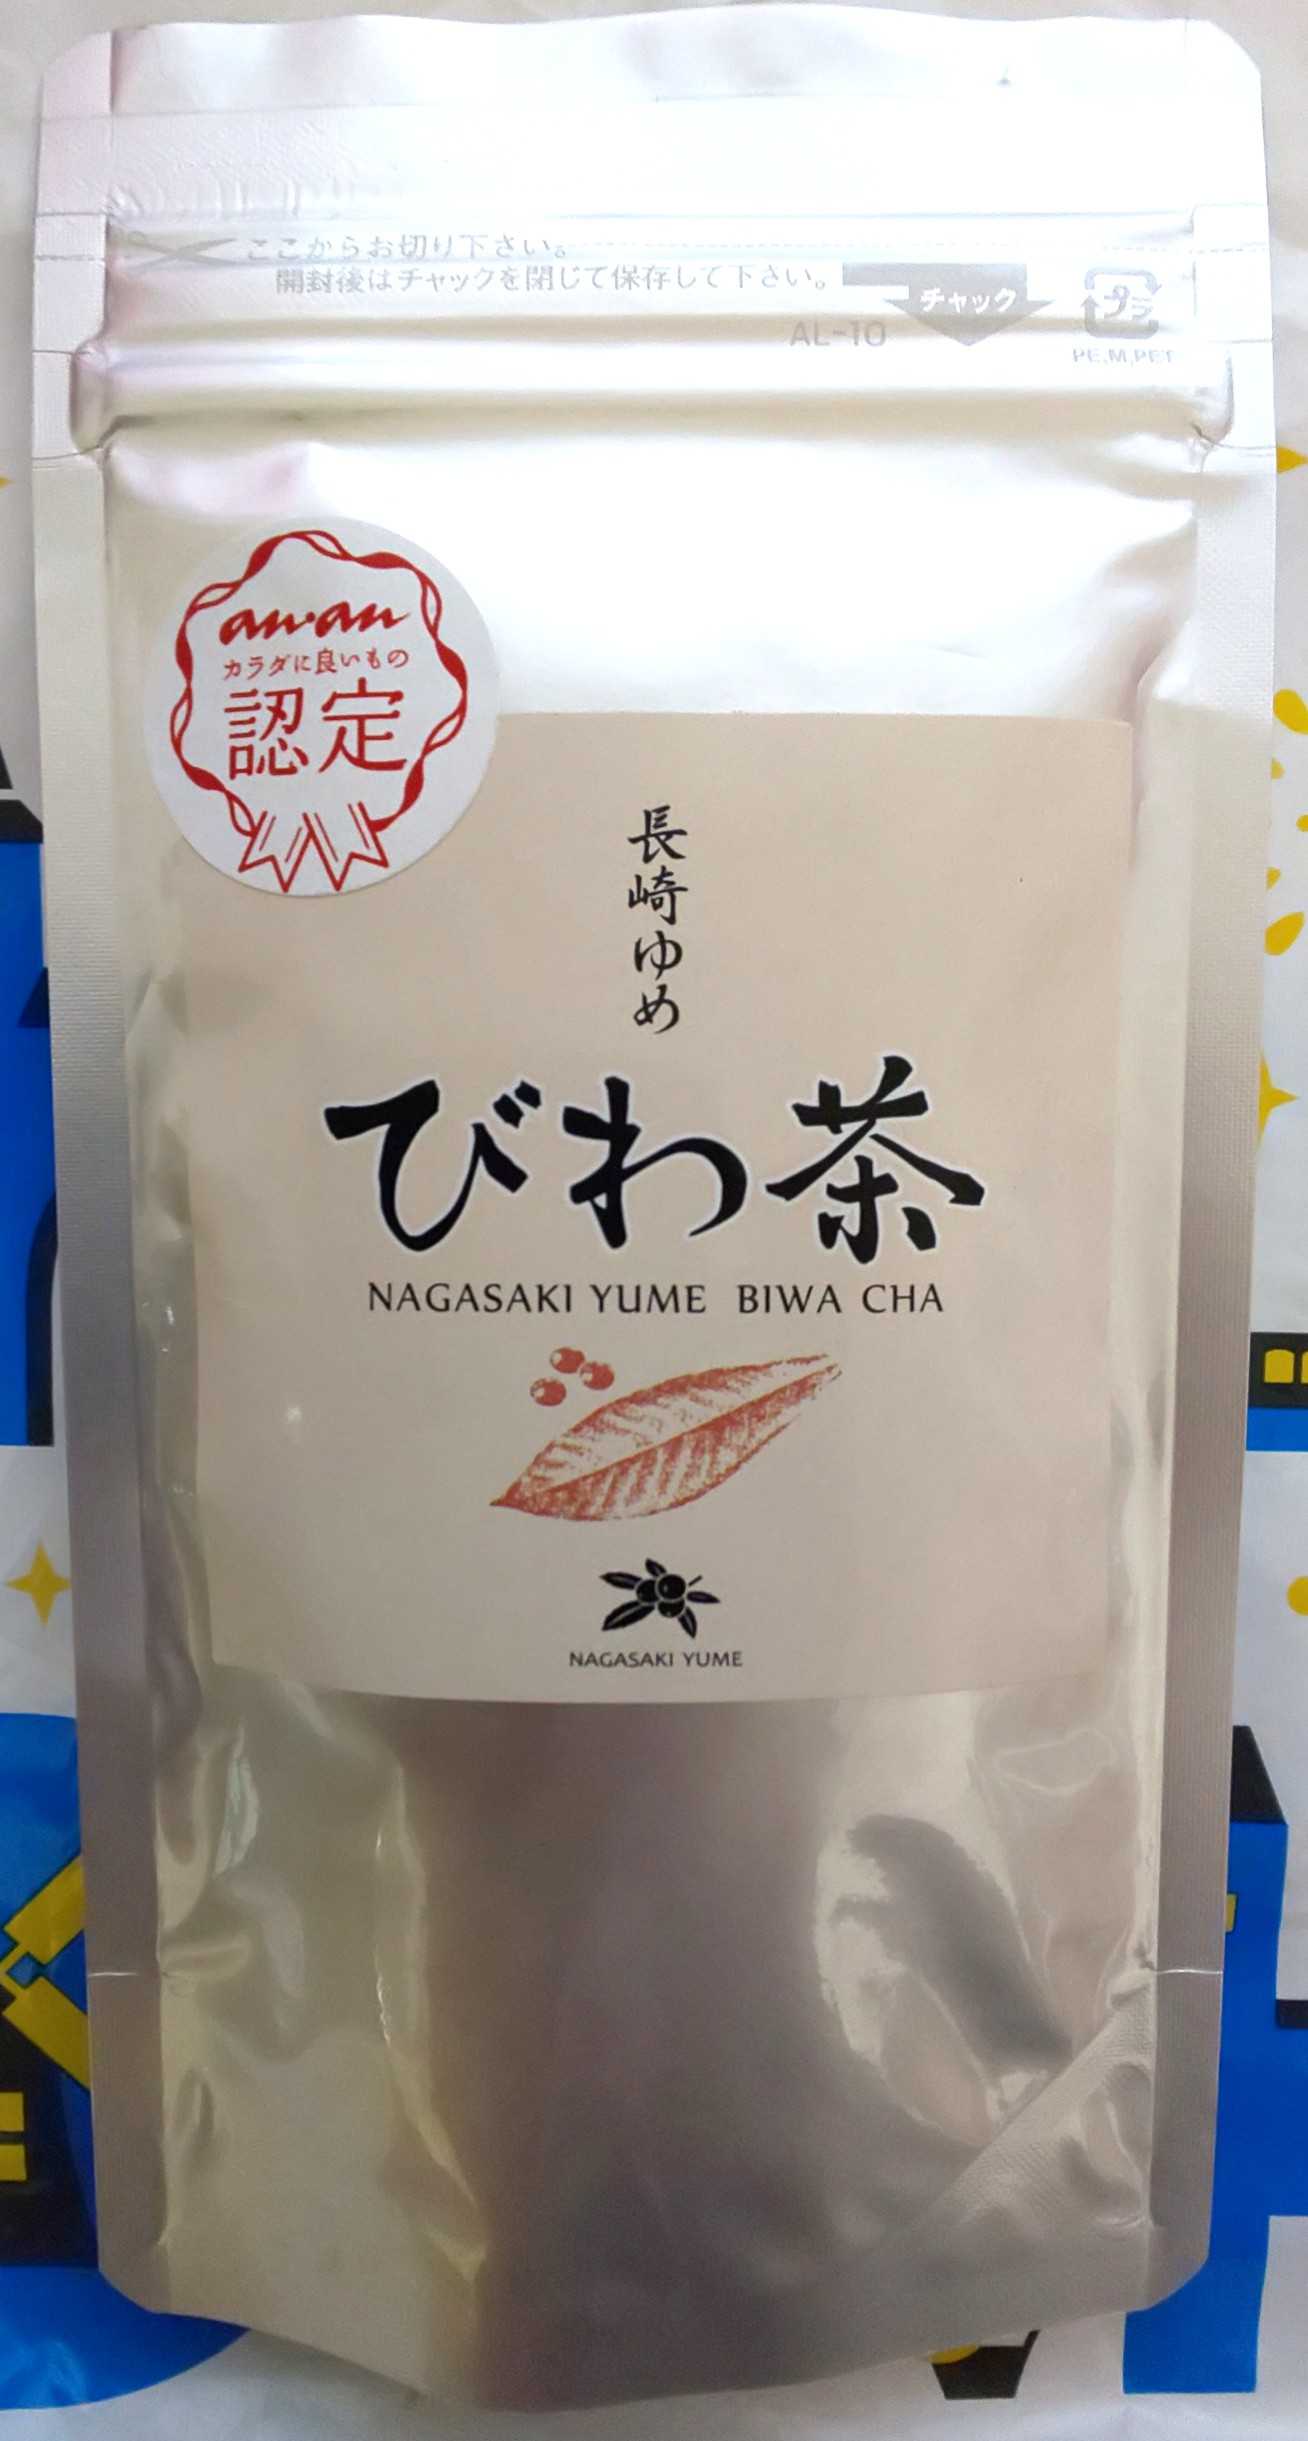 ここからお切り下さい。
開封後はチャックを閉じて保存して下さい。
チャック
プラ
AL-10
PE,M,PET
an・an
カラダに良いもの
認定
長崎ゆめ
びわ茶
NAGASAKI YUME BIWA CHA
NAGASAKI YUME